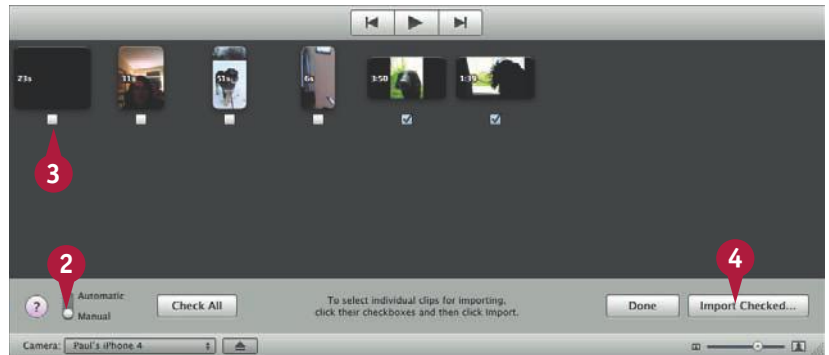 23s
31s
51s
6s
3:50
1:39
3
2
4
?
Automatic
Manual
Check All
To select individual clips for importing,
click their checkboxes and then click Import.
Done
Import Checked...
Camera: Paul's iPhone 4